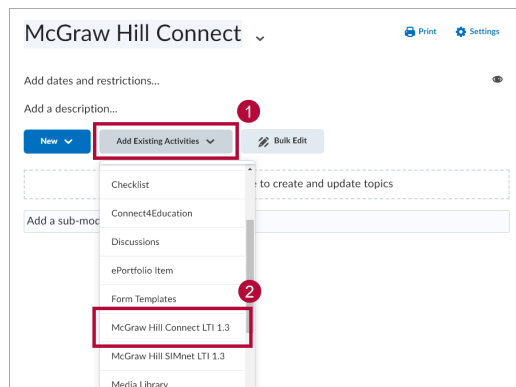 McGraw Hill Connect
Print
Settings
Add dates and restrictions...
Add a description...
1
New
Add Existing Activities
Bulk Edit
Checklist
e to create and update topics
Connect4Education
Add a sub-mod
Discussions
ePortfolio Item
Form Templates
2
McGraw Hill Connect LTI 1.3
McGraw Hill SIMnet LTI 1.3
Media Library